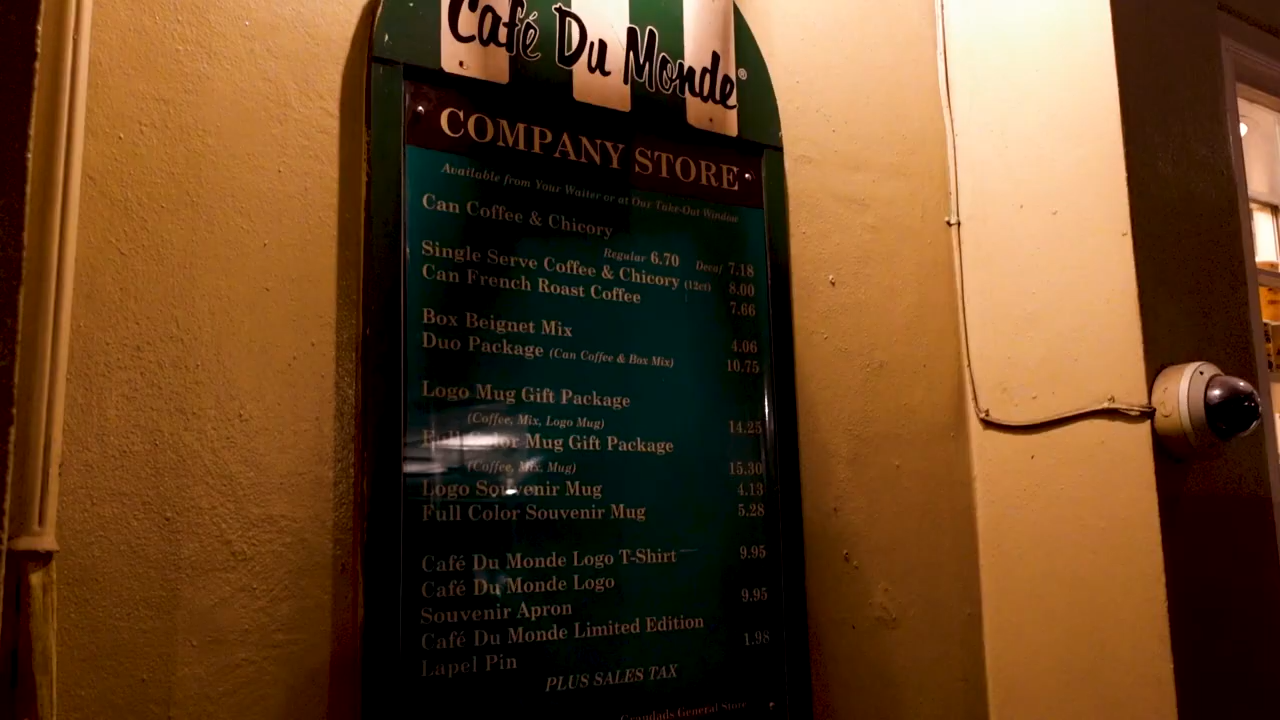 Café Du Monde®
COMPANY STORE
Available from Your Waiter or at Our Take-Out Window
Can Coffee & Chicory
Regular 6.70 Decaf 7.18
Single Serve Coffee & Chicory (12ct) 8.00
Can French Roast Coffee 7.66
Box Beignet Mix 4.06
Duo Package (Can Coffee & Box Mix) 10.75
Logo Mug Gift Package
(Coffee, Mix, Logo Mug) 14.25
Full Color Mug Gift Package
(Coffee, Mix, Mug) 15.30
Logo Souvenir Mug 4.13
Full Color Souvenir Mug 5.28
Café Du Monde Logo T-Shirt 9.95
Café Du Monde Logo
Souvenir Apron 9.95
Café Du Monde Limited Edition
Lapel Pin 1.98
PLUS SALES TAX
Grandads General Store